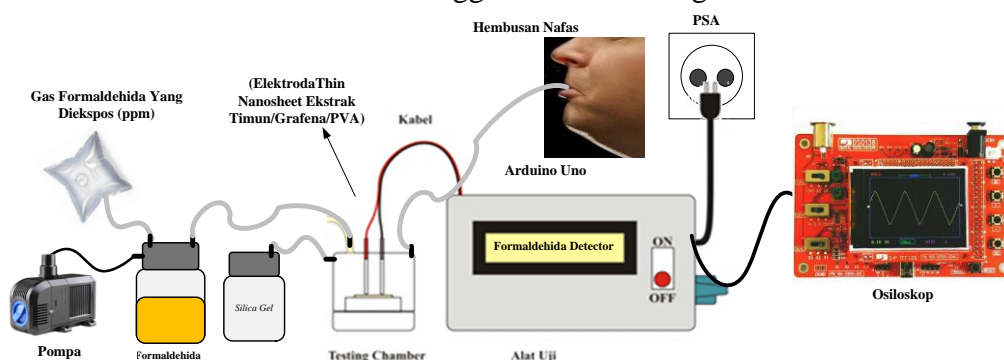 Hembusan Nafas
PSA
(ElektrodaThin
Nanosheet Ekstrak
Timun/Grafena/PVA)
Gas Formaldehida Yang
Diekspos (ppm)
Kabel
Arduino Uno
Formaldehida Detector
ON
OFF
Silica Gel
Osiloskop
Pompa
Formaldehida
Testing Chamber
Alat Uji